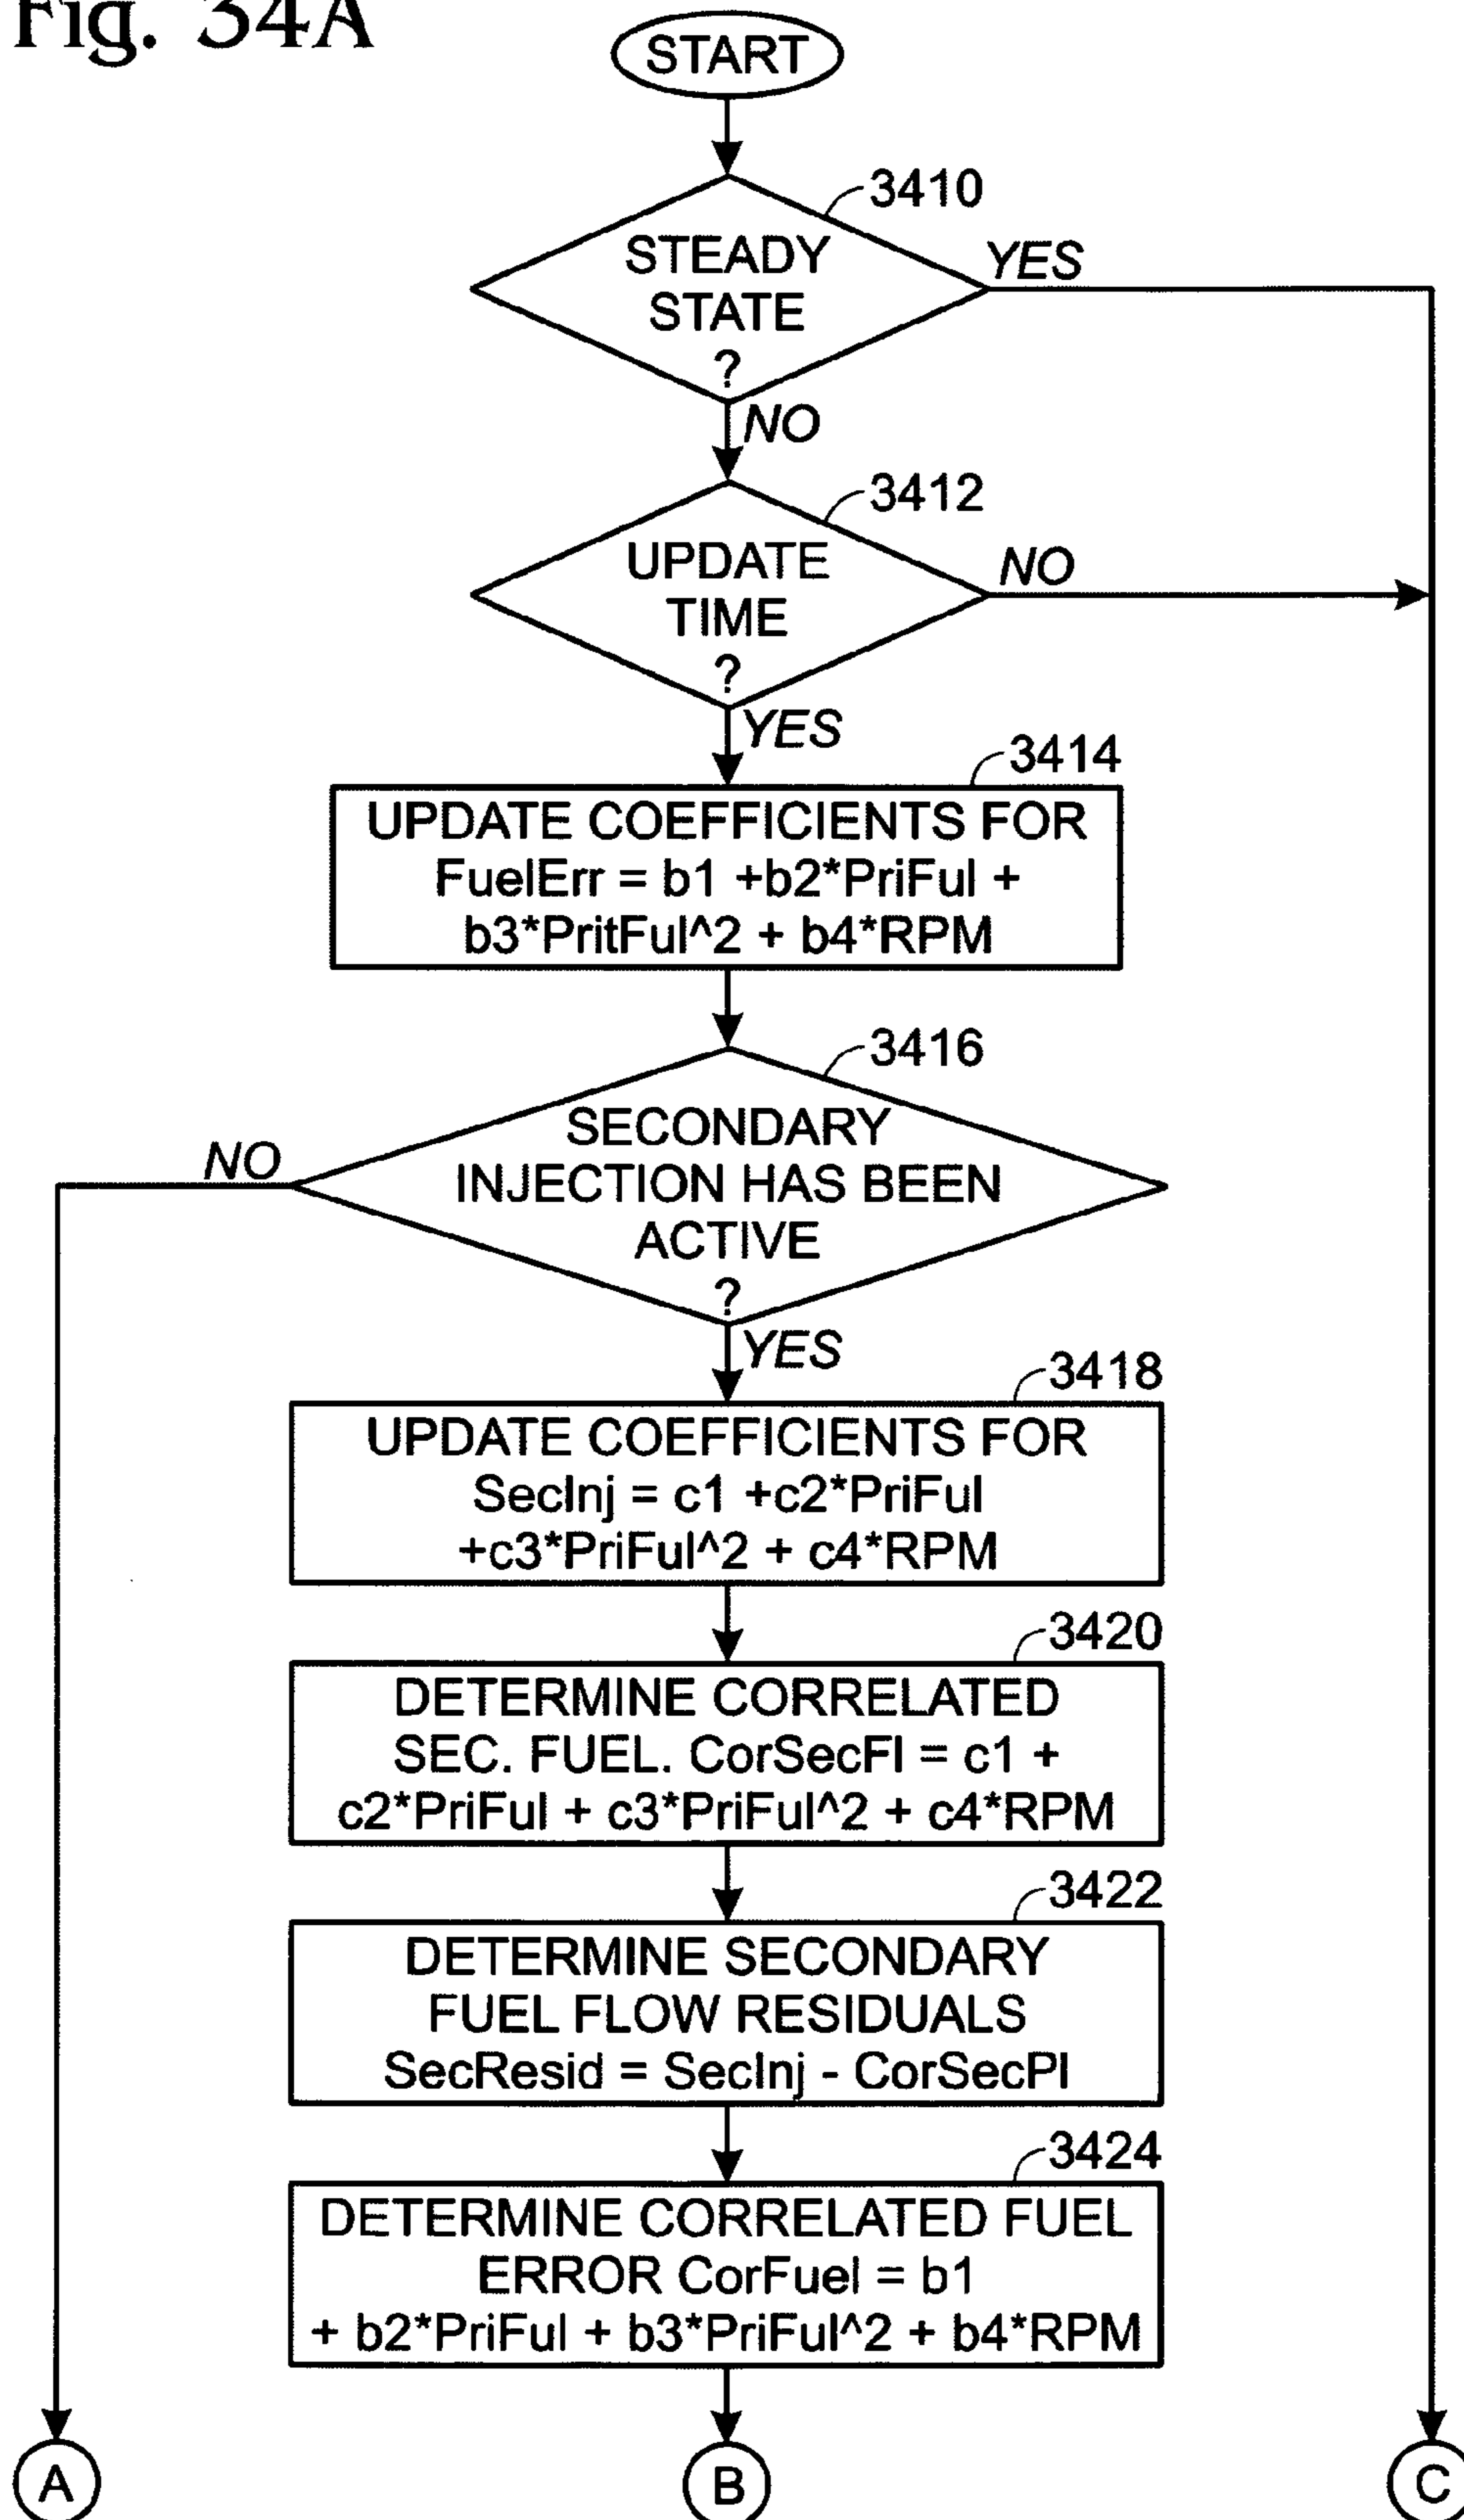 Fig. 34A
START
3410
STEADY
STATE
?
YES
NO
3412
UPDATE
TIME
?
NO
YES
3414
UPDATE COEFFICIENTS FOR
FuelErr = b1 +b2*PriFul +
b3*PritFul^2 + b4*RPM
3416
SECONDARY
INJECTION HAS BEEN
ACTIVE
?
NO
YES
3418
UPDATE COEFFICIENTS FOR
SecInj = c1 +c2*PriFul
+c3*PriFul^2 + c4*RPM
3420
DETERMINE CORRELATED
SEC. FUEL. CorSecFl = c1 +
c2*PriFul + c3*PriFul^2 + c4*RPM
3422
DETERMINE SECONDARY
FUEL FLOW RESIDUALS
SecResid = SecInj - CorSecPl
3424
DETERMINE CORRELATED FUEL
ERROR CorFuel = b1
+ b2*PriFul + b3*PriFul^2 + b4*RPM
A
B
C